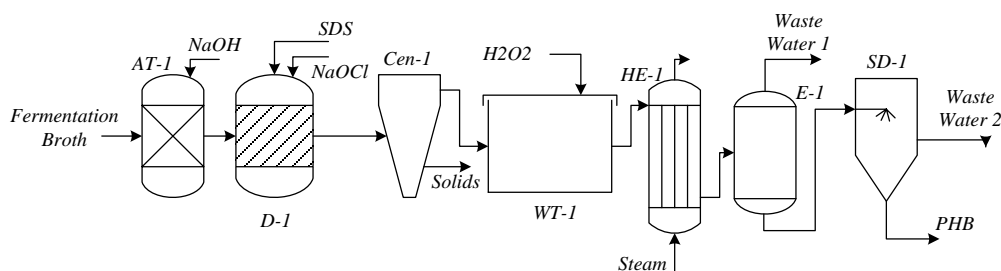 Waste
Water 1
SDS
NaOH
Cen-1
H2O2
SD-1
AT-1
NaOCl
HE-1
E-1
Waste
Water 2
Fermentation
Broth
Solids
D-1
WT-1
PHB
Steam